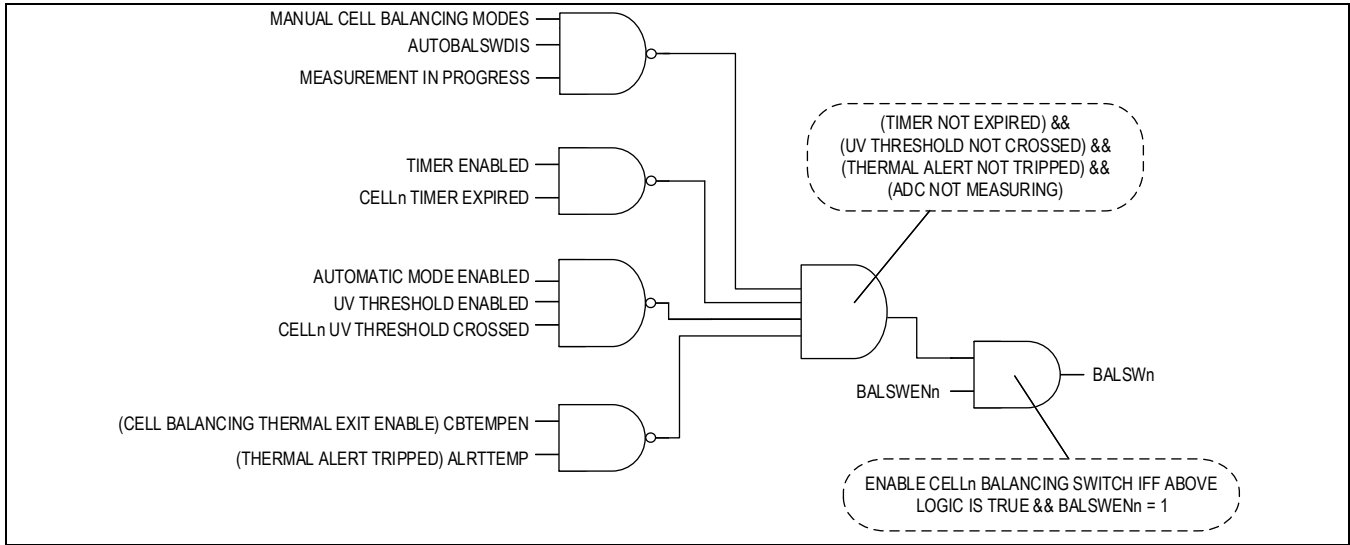 MANUAL CELL BALANCING MODES
AUTOBALSWDIS
MEASUREMENT IN PROGRESS
TIMER ENABLED
CELLn TIMER EXPIRED
AUTOMATIC MODE ENABLED
UV THRESHOLD ENABLED
CELLn UV THRESHOLD CROSSED
(CELL BALANCING THERMAL EXIT ENABLE) CBTEMPEN
(THERMAL ALERT TRIPPED) ALRTTEMP
(TIMER NOT EXPIRED) &&
(UV THRESHOLD NOT CROSSED) &&
(THERMAL ALERT NOT TRIPPED) &&
(ADC NOT MEASURING)
BALSWENn
BALSWn
ENABLE CELLn BALANCING SWITCH IFF ABOVE
LOGIC IS TRUE && BALSWENn = 1